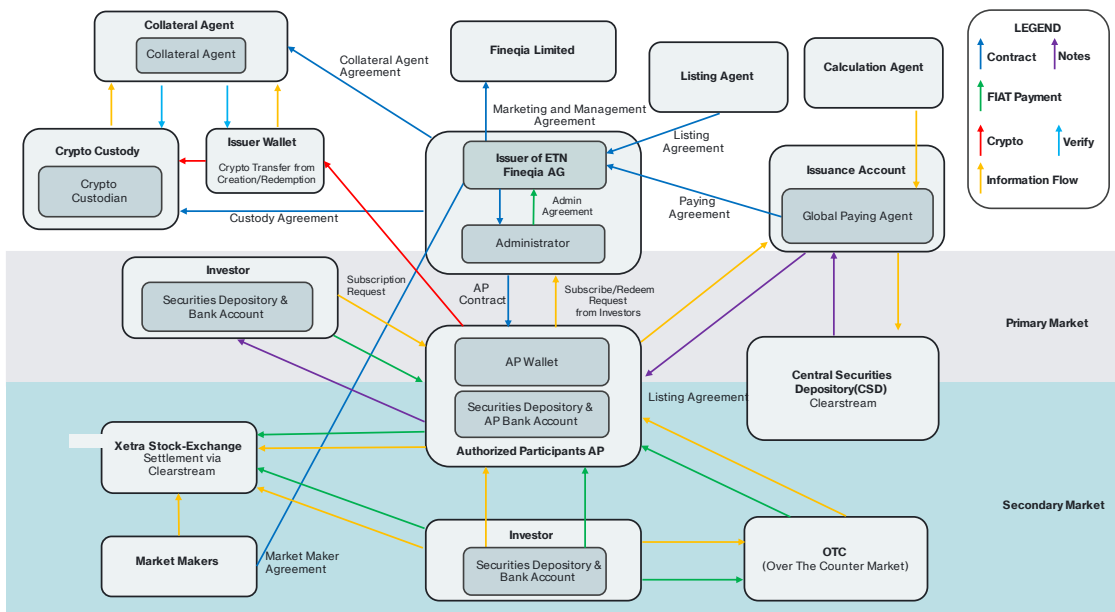 Collateral Agent
Collateral Agent
Collateral Agent
Agreement
Fineqia Limited
Listing Agent
Calculation Agent
LEGEND
Contract
Notes
FIAT Payment
Crypto
Verify
Information Flow
Marketing and Management
Agreement
Crypto Custody
Crypto
Custodian
Issuer Wallet
Crypto Transfer from
Creation/Redemption
Custody Agreement
Issuer of ETN
Fineqia AG
Admin
Agreement
Administrator
Listing
Agreement
Paying
Agreement
Issuance Account
Global Paying Agent
Investor
Securities Depository &
Bank Account
Subscription
Request
AP
Contract
Subscribe/Redeem
Request
from Investors
Primary Market
AP Wallet
Securities Depository &
AP Bank Account
Authorized Participants AP
Listing Agreement
Central Securities
Depository(CSD)
Clearstream
Xetra Stock-Exchange
Settlement via
Clearstream
Secondary Market
Market Makers
Market Maker
Agreement
Investor
Securities Depository &
Bank Account
OTC
(Over The Counter Market)